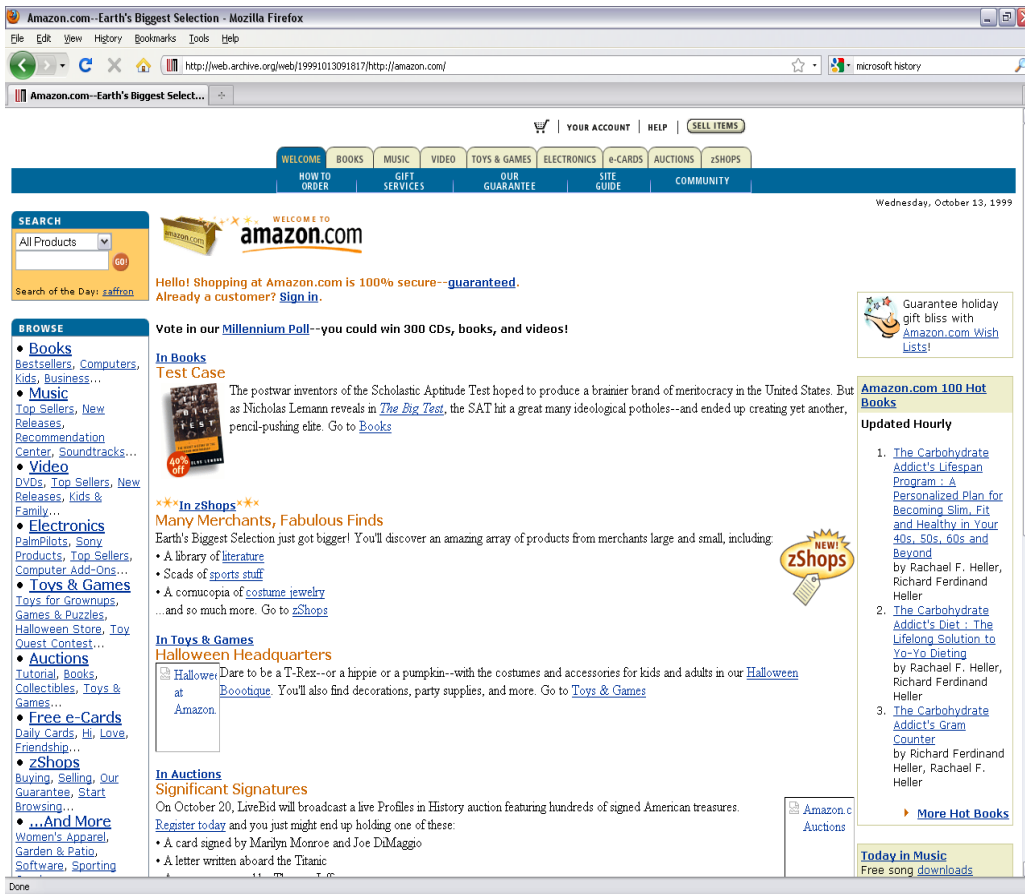 Amazon.com--Earth's Biggest Selection - Mozilla Firefox
File Edit View History Bookmarks Tools Help
http://web.archive.org/web/19991013091817/http://amazon.com/
microsoft history
Amazon.com--Earth's Biggest Select...
YOUR ACCOUNT | HELP | SELL ITEMS
WELCOME BOOKS MUSIC VIDEO TOYS & GAMES ELECTRONICS e-CARDS AUCTIONS zSHOPS
HOW TO ORDER GIFT SERVICES OUR GUARANTEE SITE GUIDE COMMUNITY
Wednesday, October 13, 1999
SEARCH
All Products
GO!
Search of the Day: saffron
amazon.com
WELCOME TO
amazon.com
Hello! Shopping at Amazon.com is 100% secure--guaranteed.
Already a customer? Sign in.
Vote in our Millennium Poll--you could win 300 CDs, books, and videos!
BROWSE
• Books
Bestsellers, Computers,
Kids, Business...
• Music
Top Sellers, New
Releases,
Recommendation
Center, Soundtracks...
• Video
DVDs, Top Sellers, New
Releases, Kids &
Family...
• Electronics
PalmPilots, Sony
Products, Top Sellers,
Computer Add-Ons...
• Toys & Games
Toys for Grownups,
Games & Puzzles,
Halloween Store, Toy
Quest Contest...
• Auctions
Tutorial, Books,
Collectibles, Toys &
Games...
• Free e-Cards
Daily Cards, Hi, Love,
Friendship...
• zShops
Buying, Selling, Our
Guarantee, Start
Browsing...
• ...And More
Women's Apparel,
Garden & Patio,
Software, Sporting
In Books
Test Case
THE BIG TEST
40% off
The postwar inventors of the Scholastic Aptitude Test hoped to produce a brainier brand of meritocracy in the United States. But
as Nicholas Lemann reveals in The Big Test, the SAT hit a great many ideological potholes--and ended up creating yet another,
pencil-pushing elite. Go to Books
In zShops
Many Merchants, Fabulous Finds
Earth's Biggest Selection just got bigger! You'll discover an amazing array of products from merchants large and small, including:
• A library of literature
• Scads of sports stuff
• A cornucopia of costume jewelry
...and so much more. Go to zShops
NEW!
zShops
In Toys & Games
Halloween Headquarters
Hallowe
at
Amazon.
Dare to be a T-Rex--or a hippie or a pumpkin--with the costumes and accessories for kids and adults in our Halloween
Boootique. You'll also find decorations, party supplies, and more. Go to Toys & Games
In Auctions
Significant Signatures
On October 20, LiveBid will broadcast a live Profiles in History auction featuring hundreds of signed American treasures.
Register today and you just might end up holding one of these:
• A card signed by Marilyn Monroe and Joe DiMaggio
• A letter written aboard the Titanic
Amazon.c
Auctions
Guarantee holiday
gift bliss with
Amazon.com Wish
Lists!
Amazon.com 100 Hot
Books
Updated Hourly
1. The Carbohydrate
Addict's Lifespan
Program : A
Personalized Plan for
Becoming Slim, Fit
and Healthy in Your
40s, 50s, 60s and
Beyond
by Rachael F. Heller,
Richard Ferdinand
Heller
2. The Carbohydrate
Addict's Diet : The
Lifelong Solution to
Yo-Yo Dieting
by Rachael F. Heller,
Richard Ferdinand
Heller
3. The Carbohydrate
Addict's Gram
Counter
by Richard Ferdinand
Heller, Rachael F.
Heller
More Hot Books
Today in Music
Free song downloads
Done